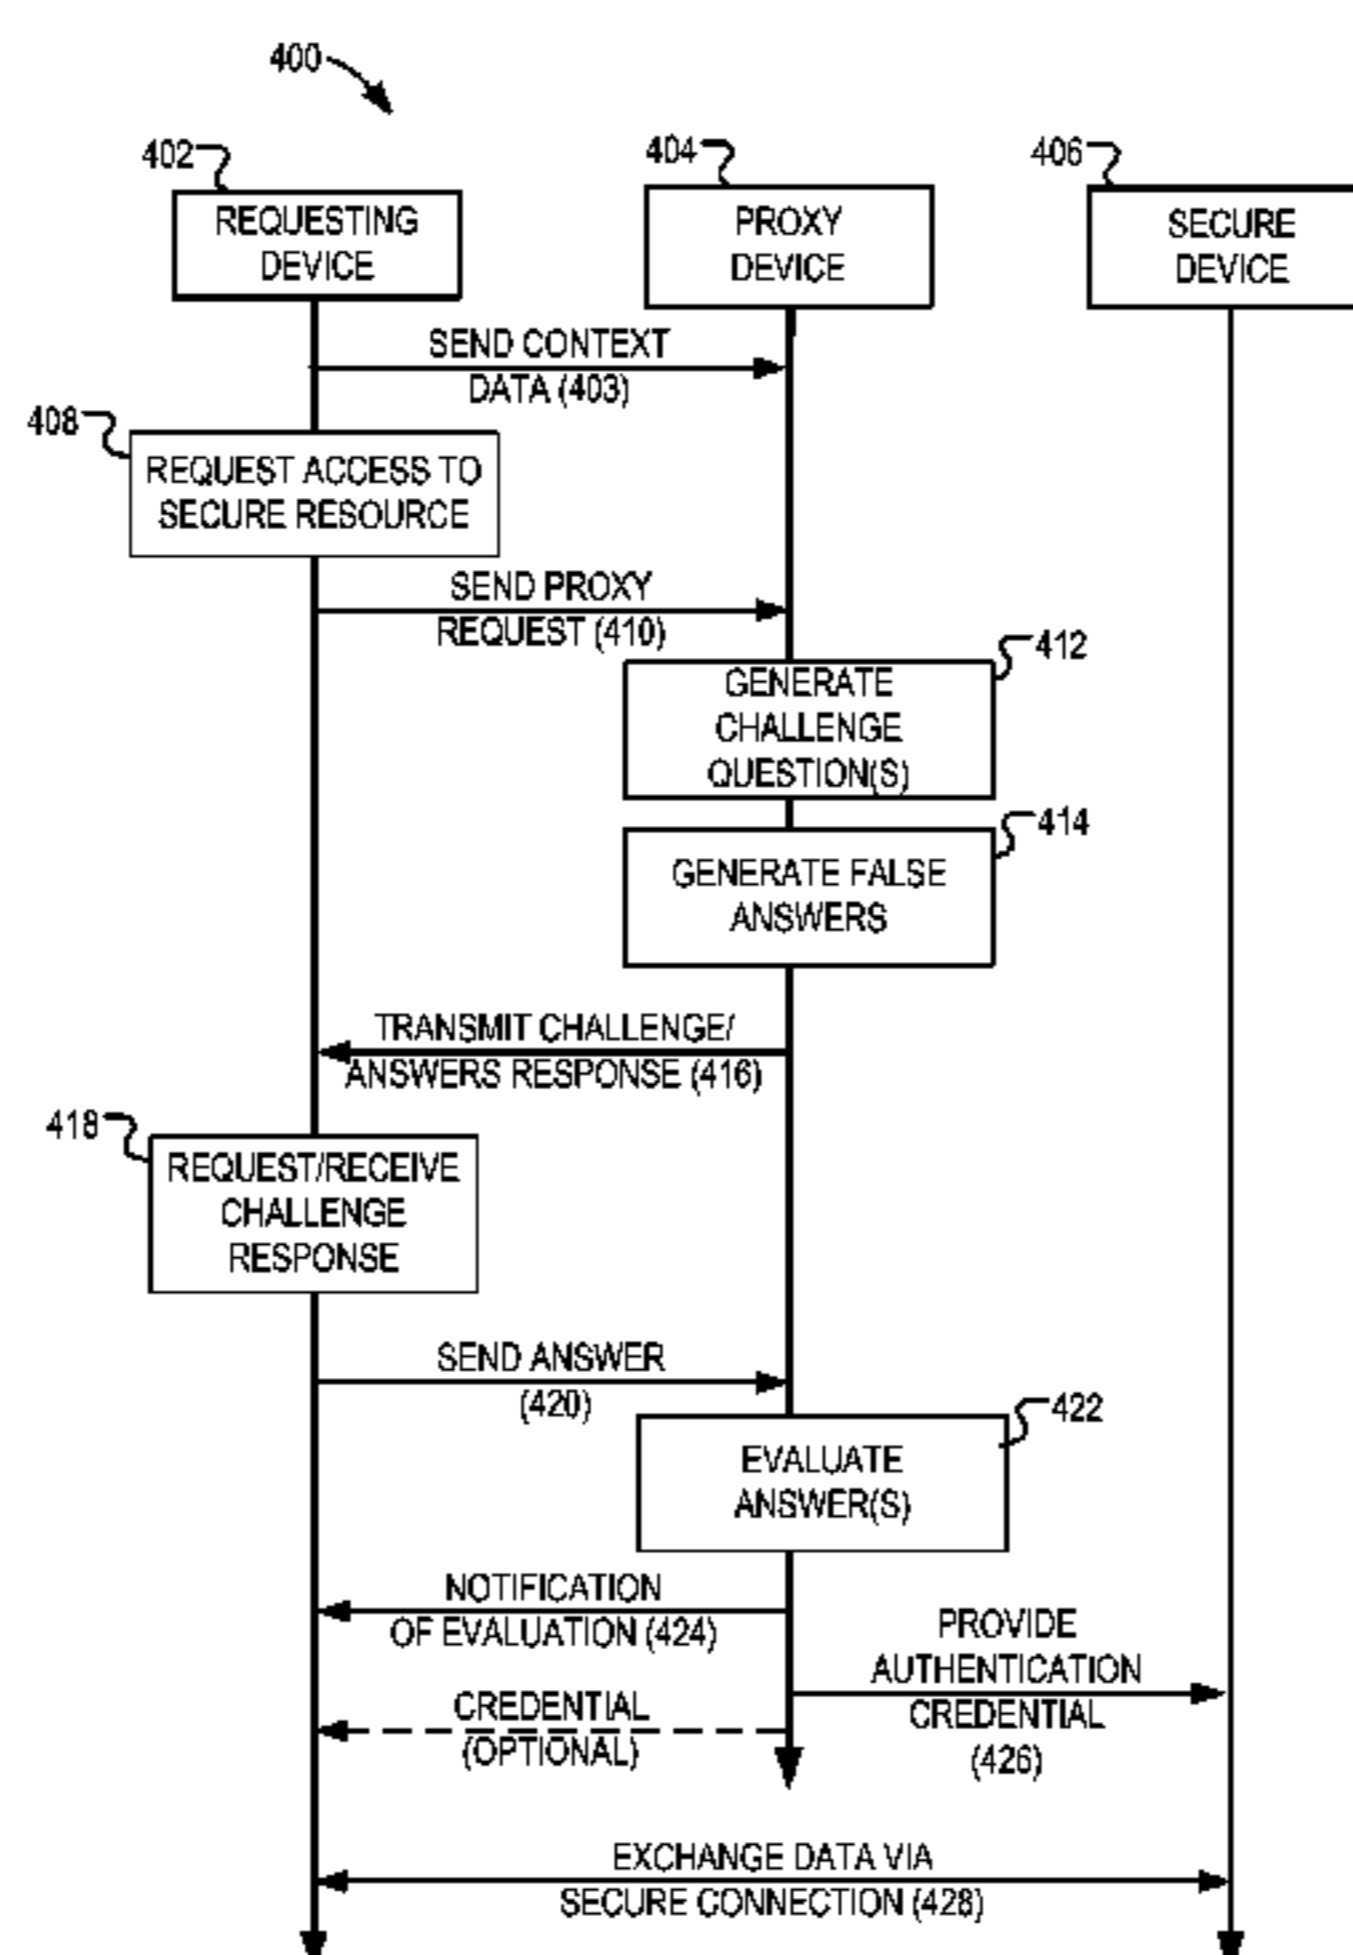 400
402
404
406
REQUESTING
DEVICE
PROXY
DEVICE
SECURE
DEVICE
SEND CONTEXT
DATA (403)
408
REQUEST ACCESS TO
SECURE RESOURCE
SEND PROXY
REQUEST (410)
412
GENERATE
CHALLENGE
QUESTION(S)
414
GENERATE FALSE
ANSWERS
TRANSMIT CHALLENGE/
ANSWERS RESPONSE (416)
418
REQUEST/RECEIVE
CHALLENGE
RESPONSE
SEND ANSWER
(420)
422
EVALUATE
ANSWER(S)
NOTIFICATION
OF EVALUATION (424)
PROVIDE
AUTHENTICATION
CREDENTIAL
(426)
CREDENTIAL
(OPTIONAL)
EXCHANGE DATA VIA
SECURE CONNECTION (428)